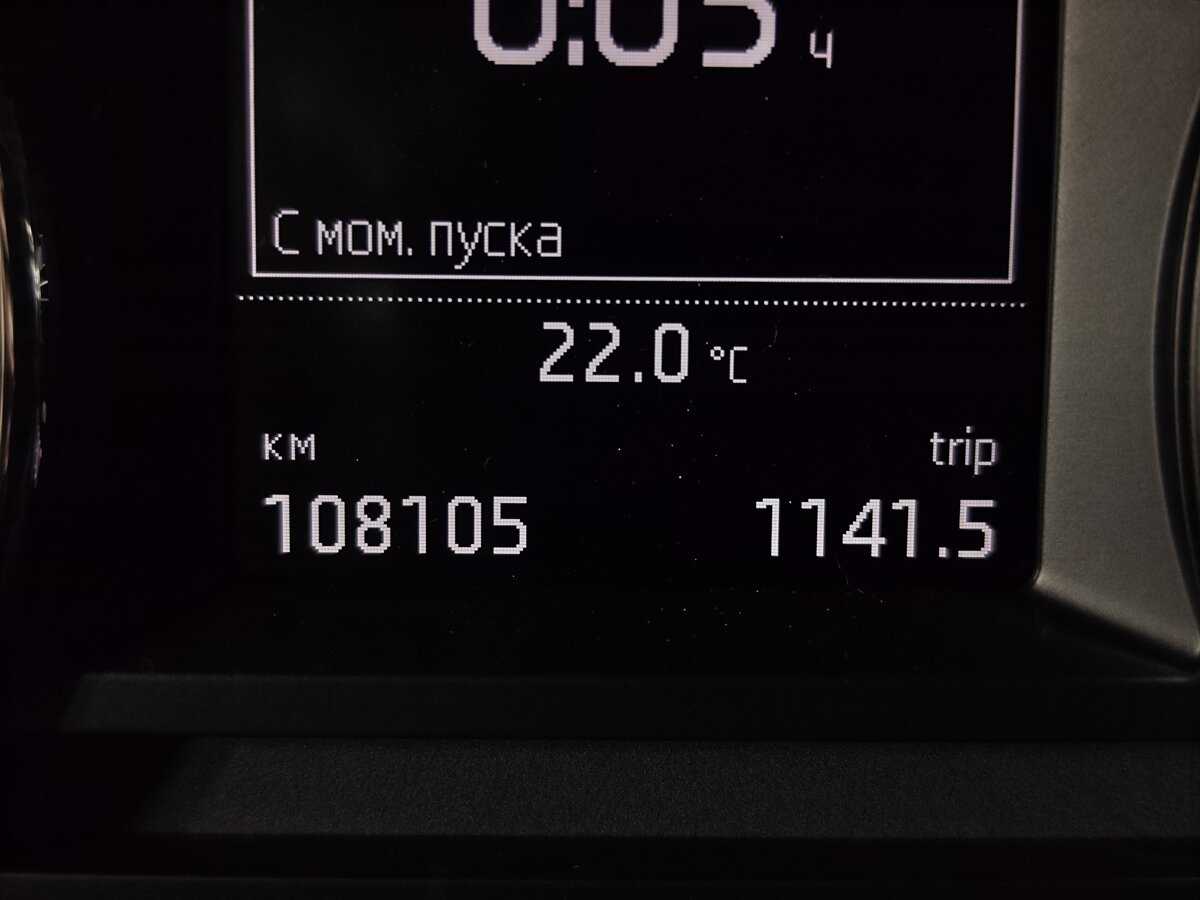 0:05 ч
С мом. пуска
22.0 °C
км trip
108105 1141.5